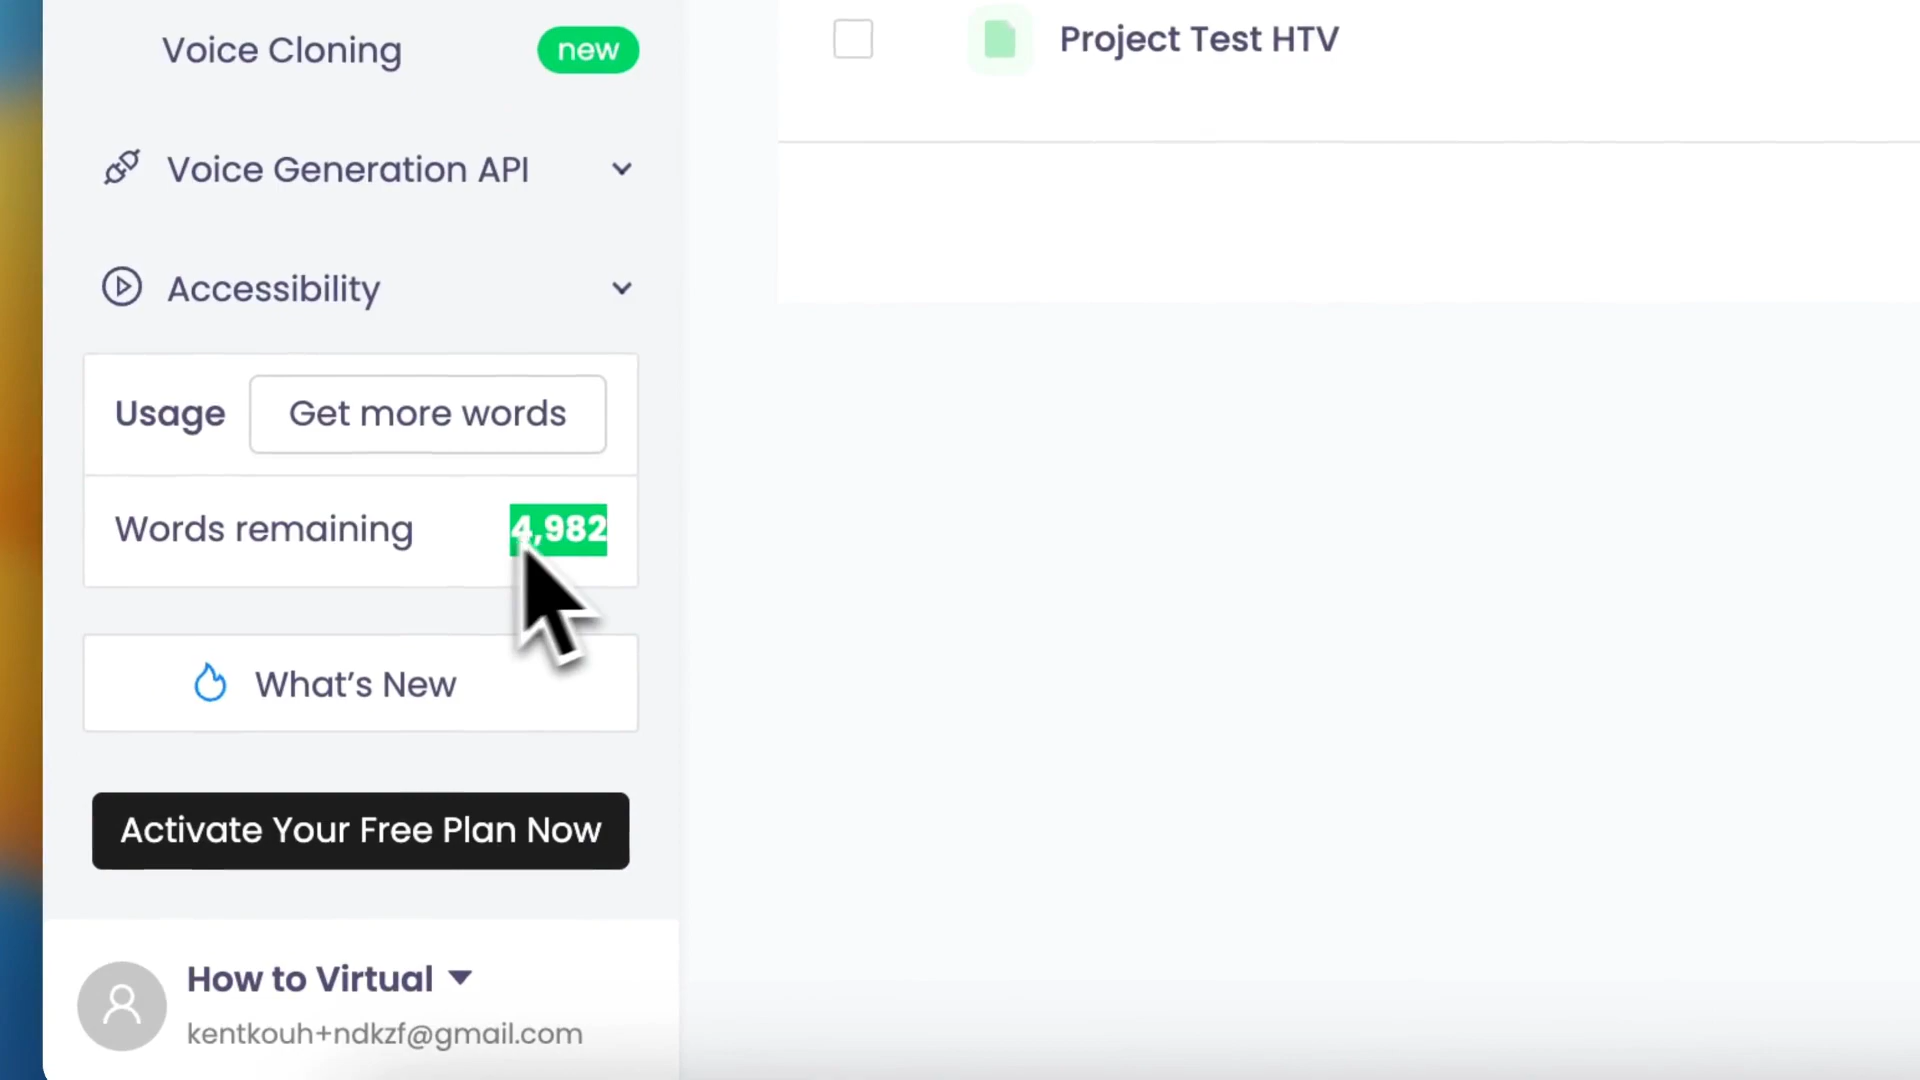 Voice Cloning new
Project Test HTV
Voice Generation API
Accessibility
Usage Get more words
Words remaining 4,982
What's New
Activate Your Free Plan Now
How to Virtual
kentkouh+ndkzf@gmail.com